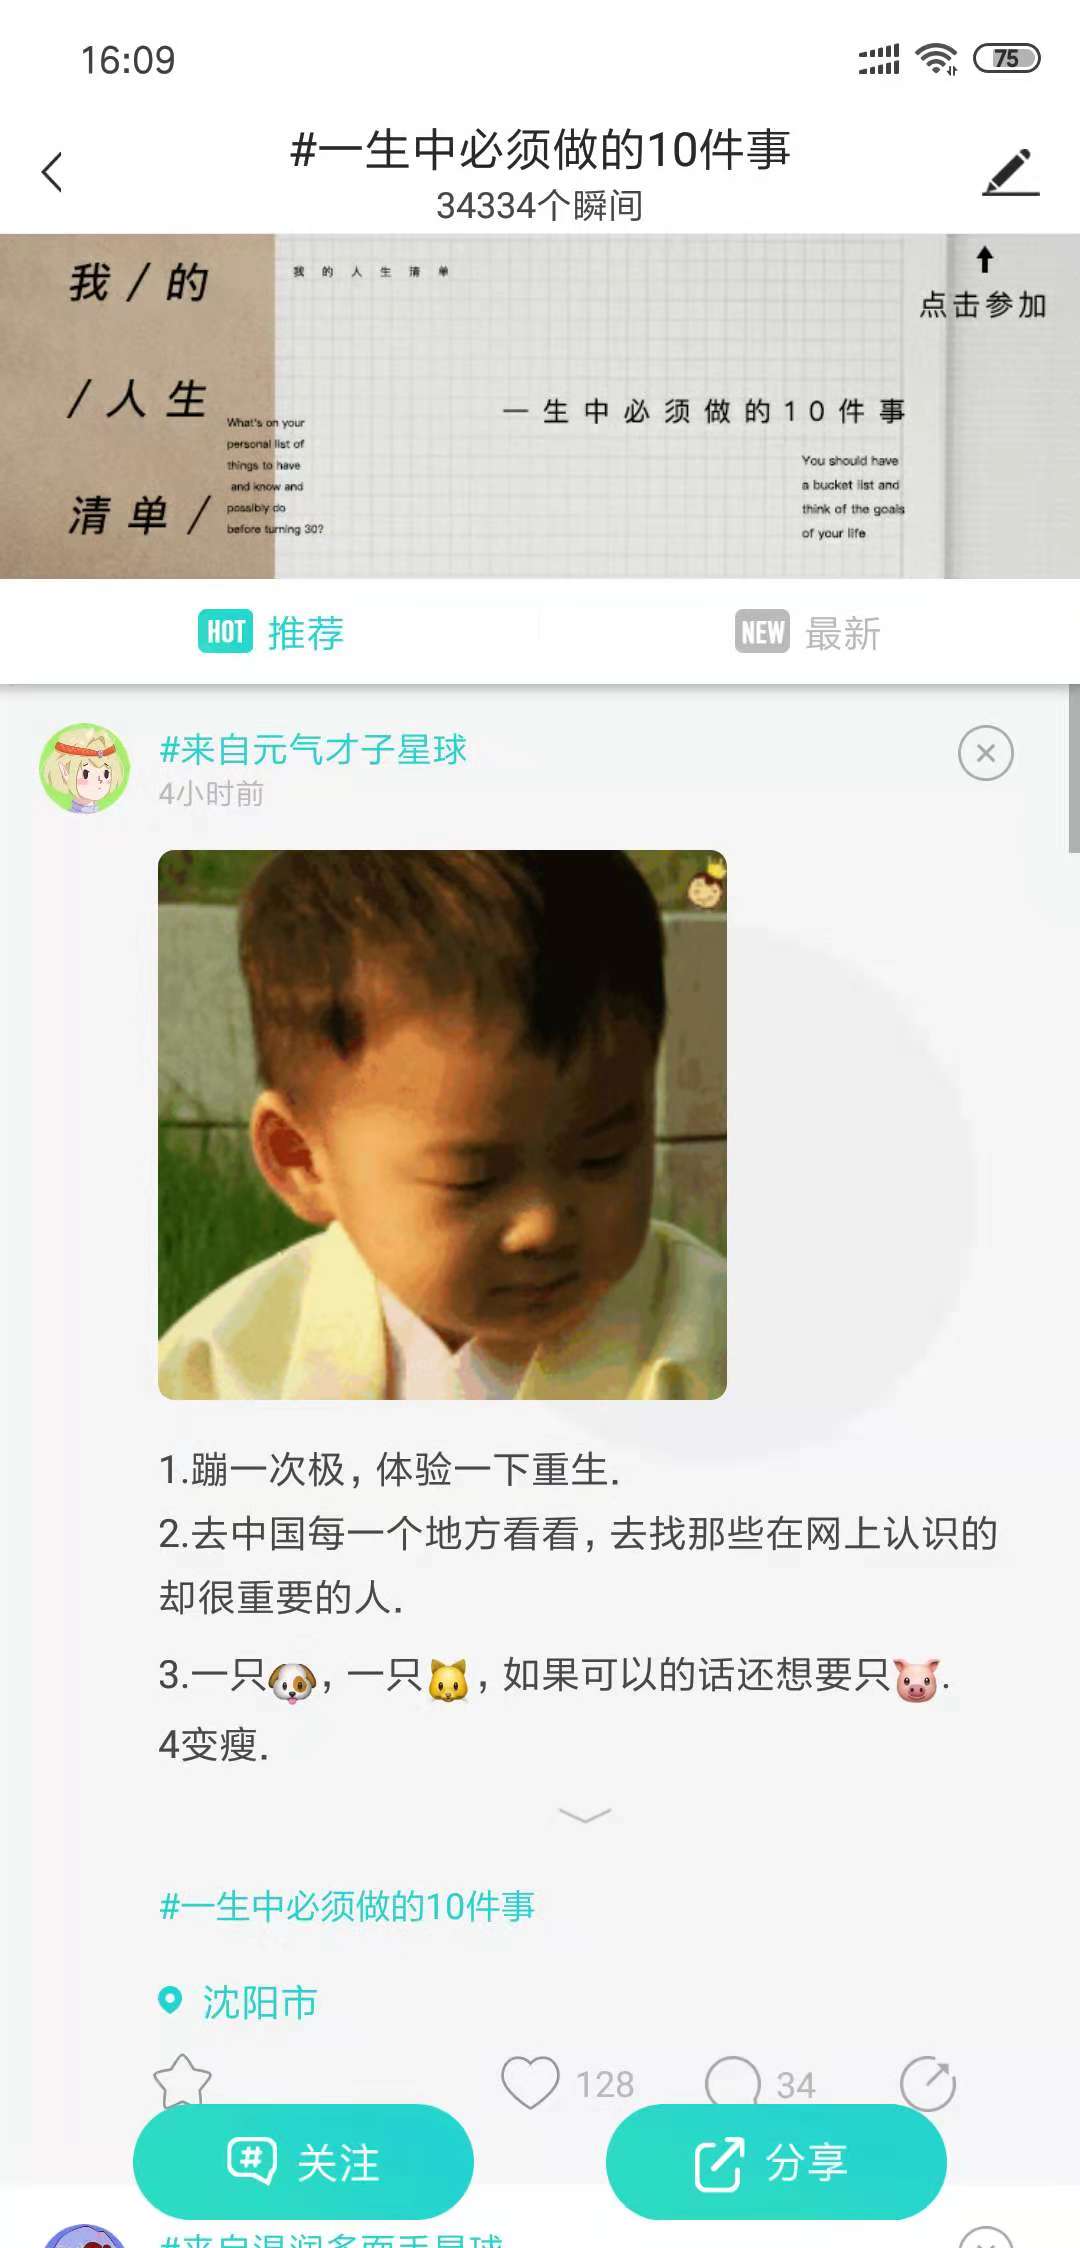 16:09
75
#一生中必须做的10件事
34334个瞬间
我/的
/人生
清单/
我的人生清单
What's on your
personal list of
things to have
and know and
possibly do
before turning 30?
点击参加
一生中必须做的10件事
You should have
a bucket list and
think of the goals
of your life
HOT 推荐
NEW 最新
#来自元气才子星球
4小时前
1.蹦一次极,体验一下重生.
2.去中国每一个地方看看,去找那些在网上认识的
却很重要的人.
3.一只🐶,一只🐱,如果可以的话还想要只🐷.
4变瘦.
#一生中必须做的10件事
沈阳市
128
34
关注
分享
#来自温润多面手星球